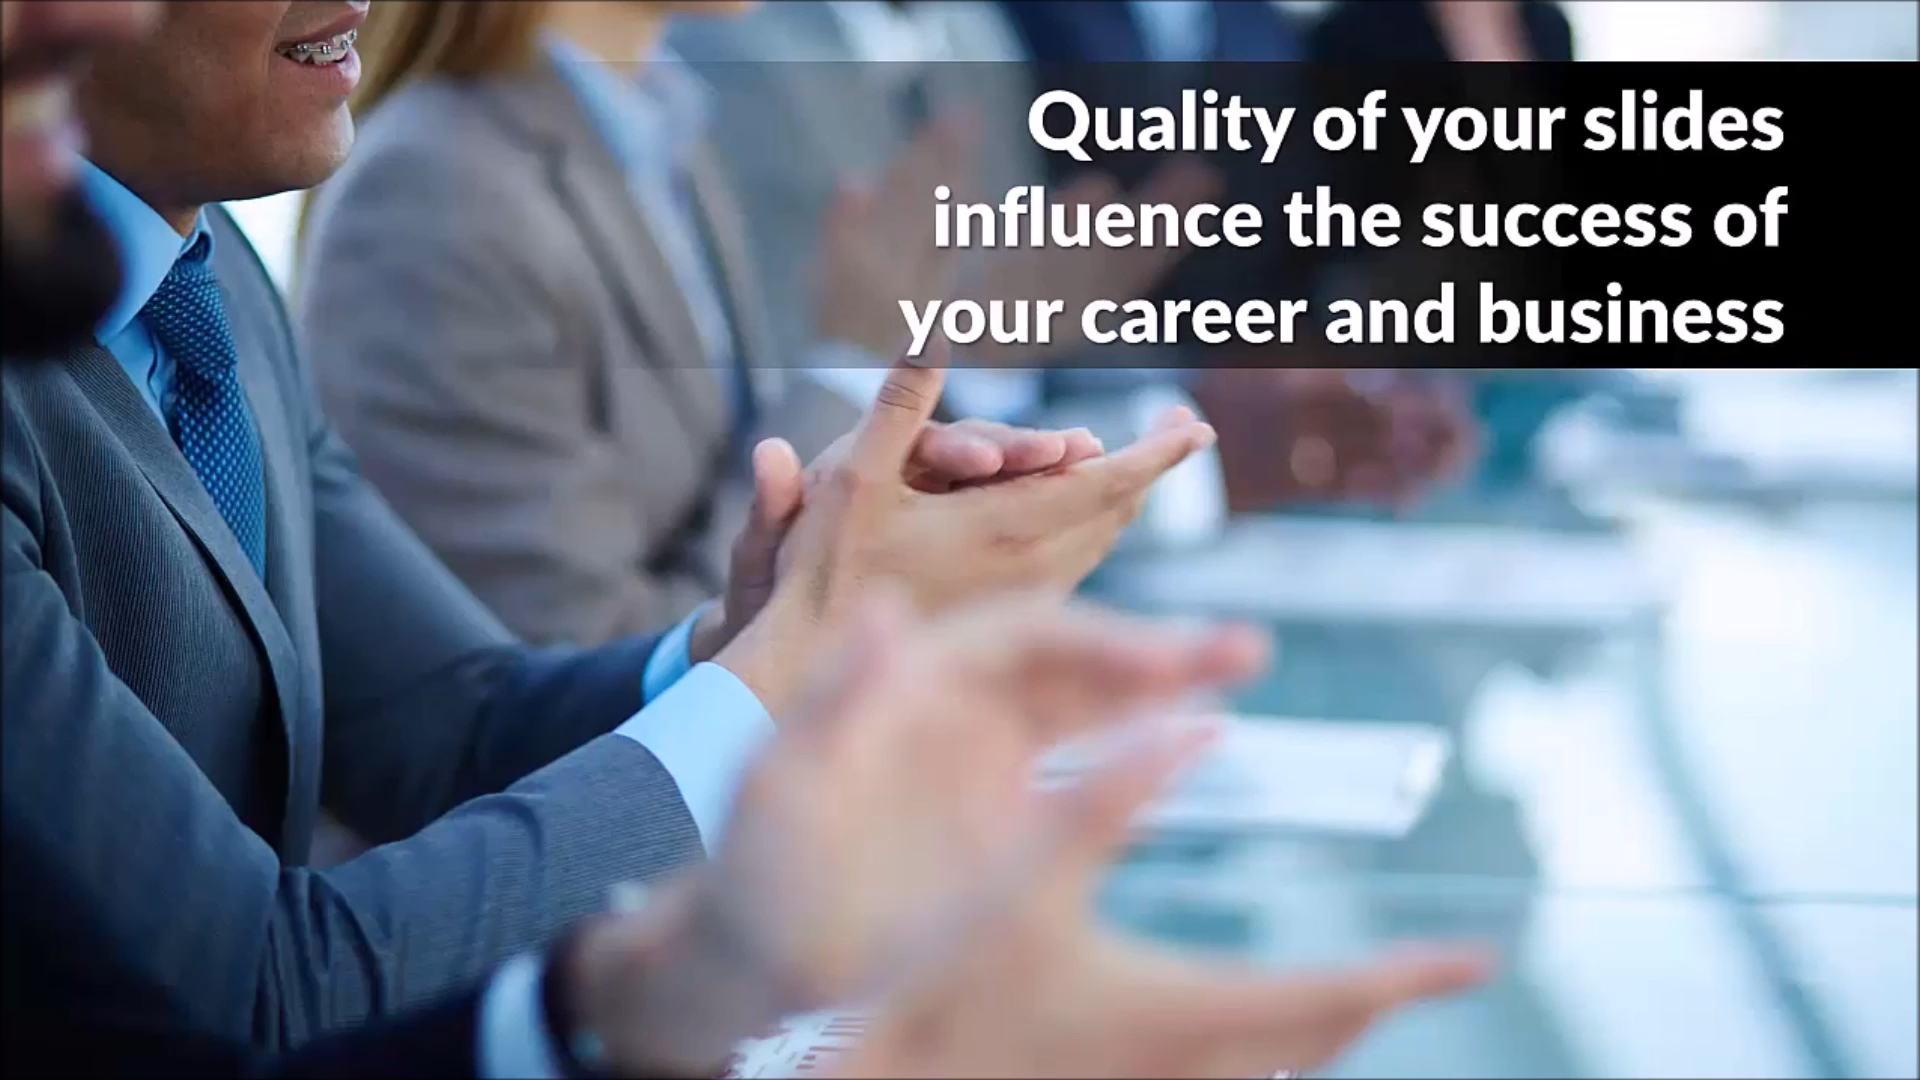 Quality of your slides
influence the success of
your career and business